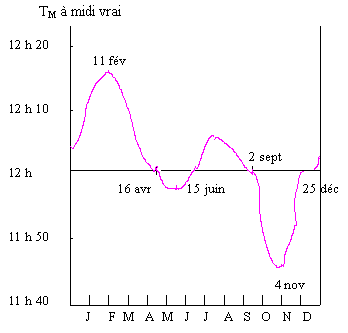 T_M à midi vrai
12 h 20
11 fév
12 h 10
2 sept
12 h
16 avr
15 juin
25 déc
11 h 50
4 nov
11 h 40
J F M A M J J A S O N D